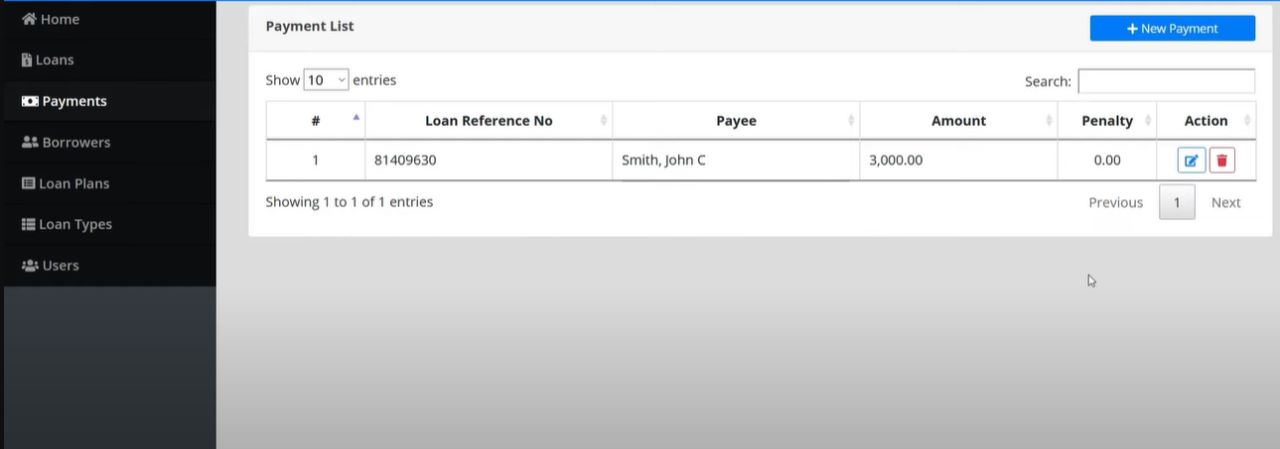 Home
Loans
Payments
Borrowers
Loan Plans
Loan Types
Users
Payment List
+ New Payment
Show 10 entries
Search:
# Loan Reference No Payee Amount Penalty Action
1 81409630 Smith, John C 3,000.00 0.00
Showing 1 to 1 of 1 entries
Previous 1 Next